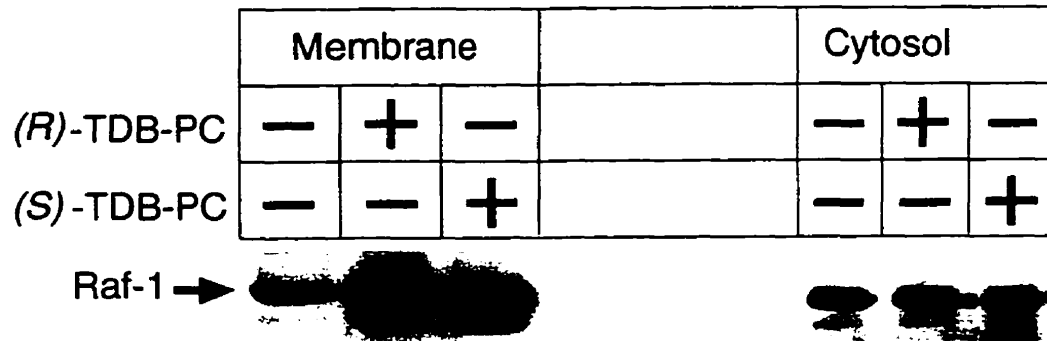 Membrane Cytosol
(R)-TDB-PC — + — — + —
(S)-TDB-PC — — + — — +
Raf-1